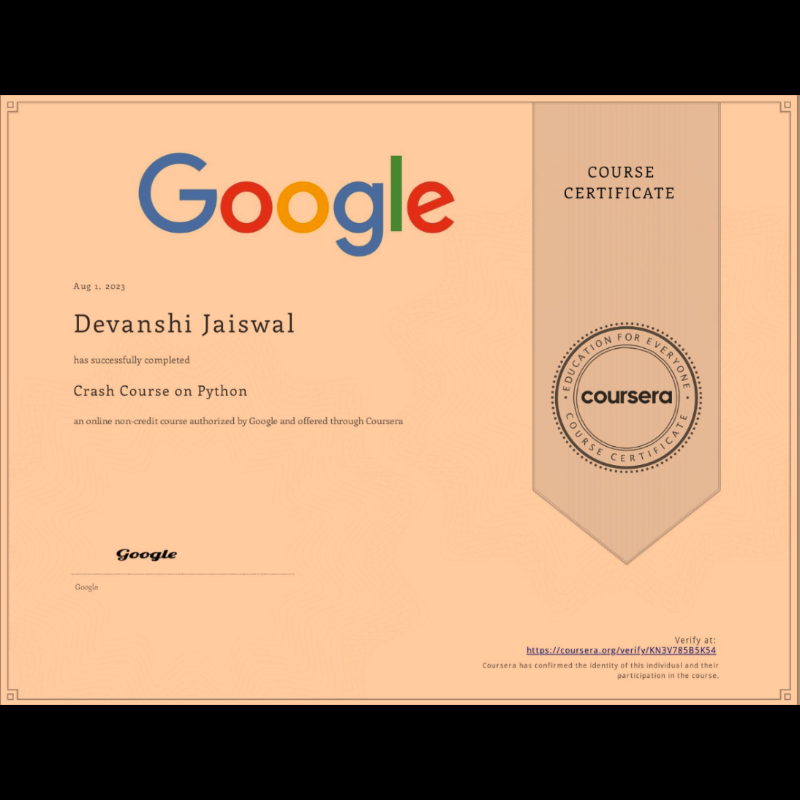 Google
COURSE
CERTIFICATE
Aug 1, 2023
Devanshi Jaiswal
has successfully completed
Crash Course on Python
an online non-credit course authorized by Google and offered through Coursera
EDUCATION FOR EVERYONE
coursera
COURSE CERTIFICATE
Google
Google
Verify at:
https://coursera.org/verify/KN3V785B5K54
Coursera has confirmed the identity of this individual and their
participation in the course.